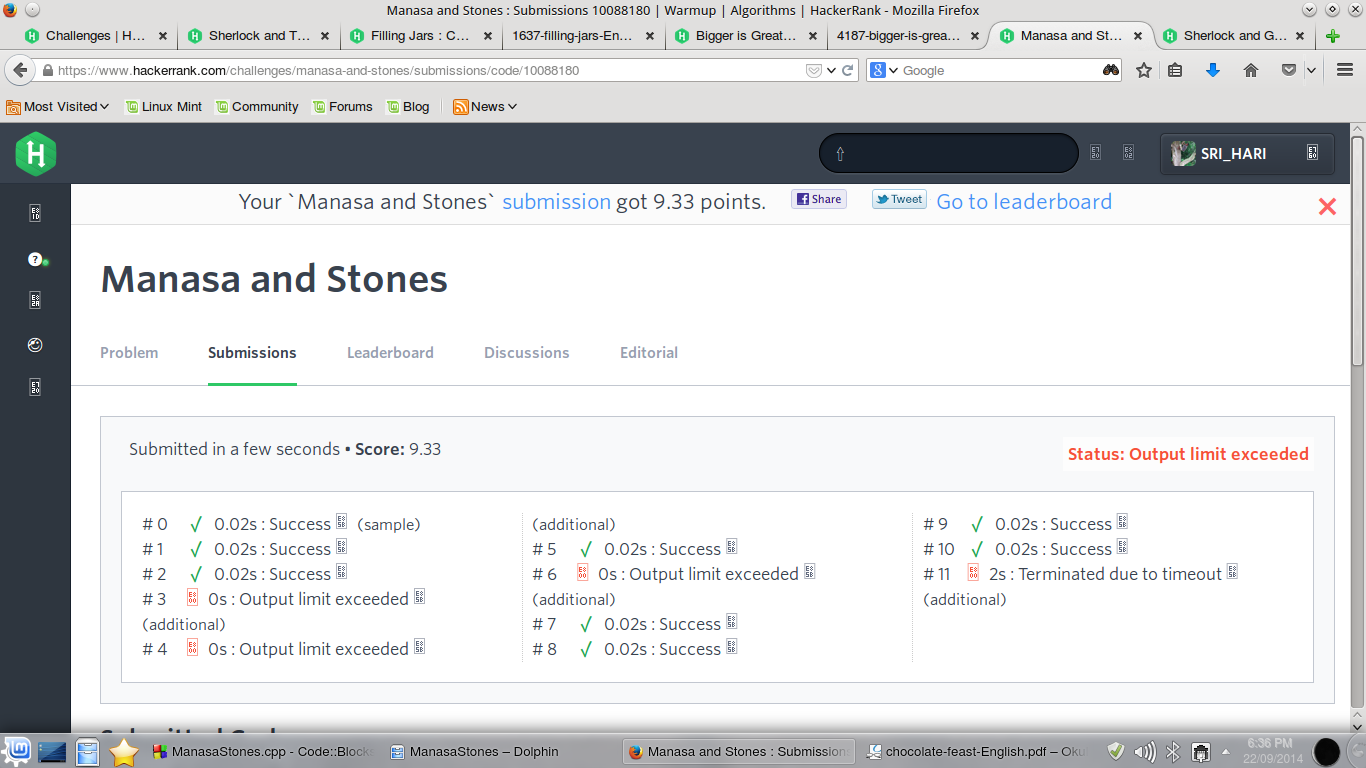 Manasa and Stones : Submissions 10088180 | Warmup | Algorithms | HackerRank - Mozilla Firefox
Challenges | H... Sherlock and T... Filling Jars : C... 1637-filling-jars-En... Bigger is Great... 4187-bigger-is-grea... Manasa and St... Sherlock and G...
https://www.hackerrank.com/challenges/manasa-and-stones/submissions/code/10088180 Google
Most Visited Linux Mint Community Forums Blog News
SRI_HARI
Your `Manasa and Stones` submission got 9.33 points. Share Tweet Go to leaderboard
Manasa and Stones
Problem Submissions Leaderboard Discussions Editorial
Submitted in a few seconds • Score: 9.33
Status: Output limit exceeded
# 0 √ 0.02s : Success (sample)
# 1 √ 0.02s : Success
# 2 √ 0.02s : Success
# 3 0s : Output limit exceeded
(additional)
# 4 0s : Output limit exceeded
(additional)
# 5 √ 0.02s : Success
# 6 0s : Output limit exceeded
(additional)
# 7 √ 0.02s : Success
# 8 √ 0.02s : Success
# 9 √ 0.02s : Success
# 10 √ 0.02s : Success
# 11 2s : Terminated due to timeout
(additional)
ManasaStones.cpp - Code::Blocks ManasaStones – Dolphin Manasa and Stones : Submission chocolate-feast-English.pdf – Oku 6:36 PM
22/09/2014